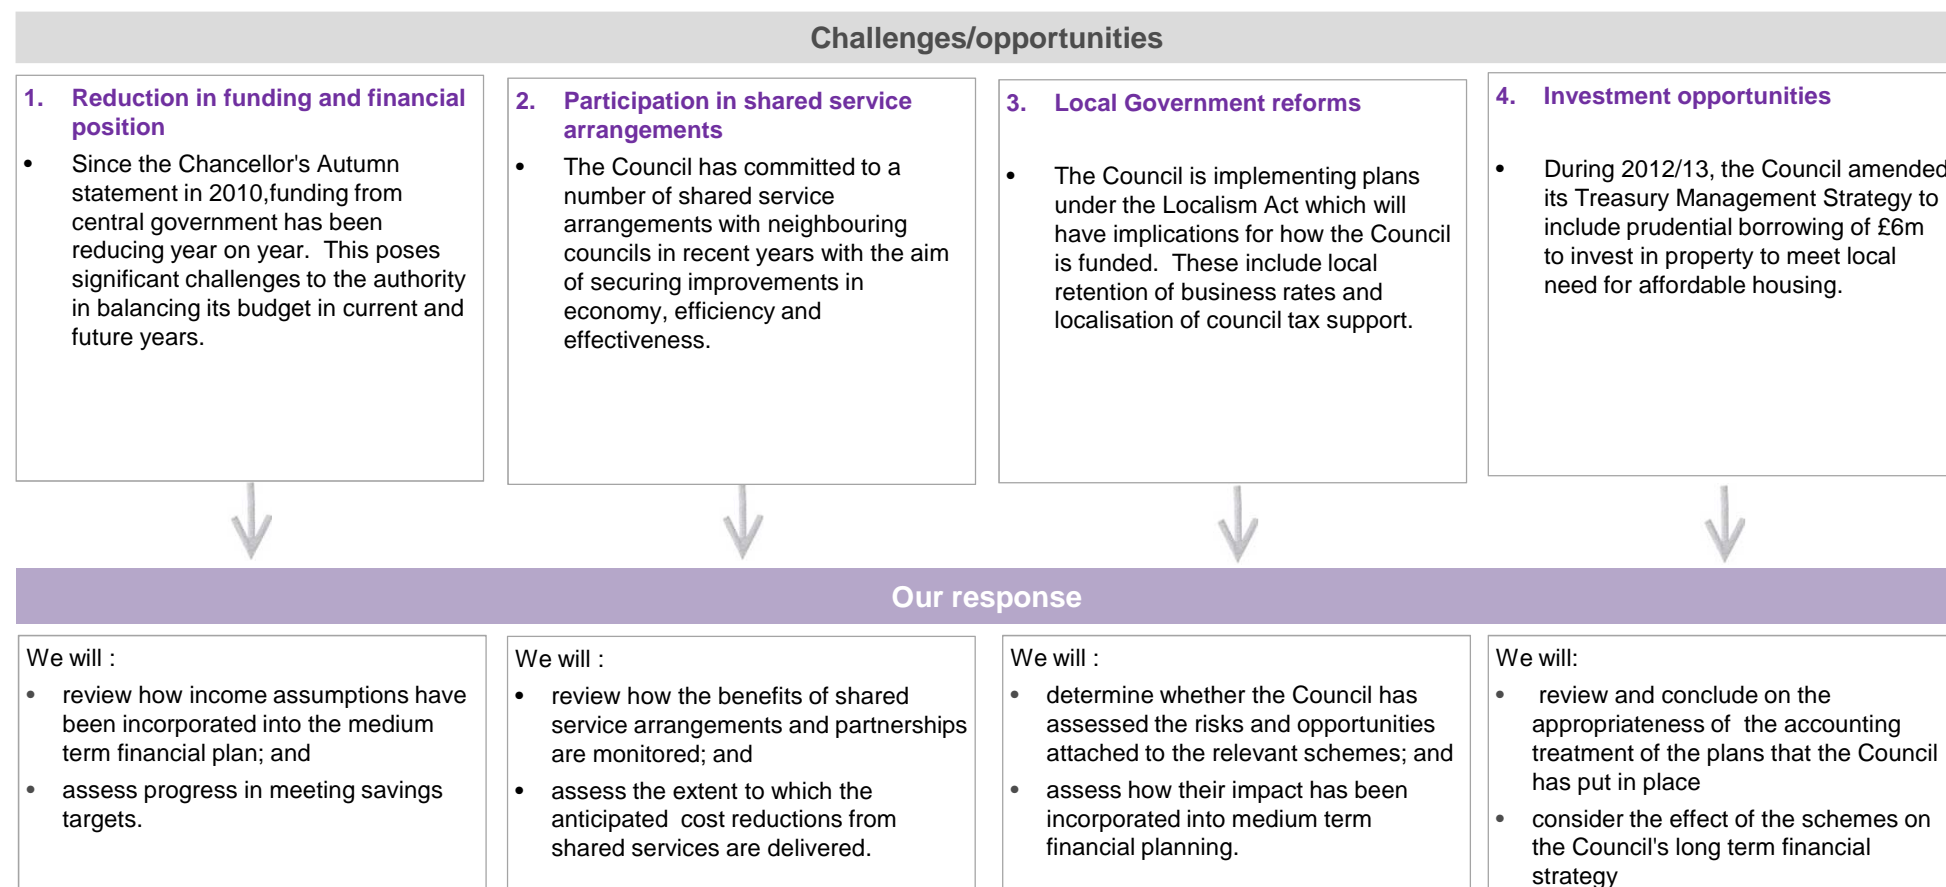 Challenges/opportunities
1. Reduction in funding and financial
position
• Since the Chancellor's Autumn
statement in 2010,funding from
central government has been
reducing year on year. This poses
significant challenges to the authority
in balancing its budget in current and
future years.
2. Participation in shared service
arrangements
• The Council has committed to a
number of shared service
arrangements with neighbouring
councils in recent years with the aim
of securing improvements in
economy, efficiency and
effectiveness.
3. Local Government reforms
• The Council is implementing plans
under the Localism Act which will
have implications for how the Council
is funded. These include local
retention of business rates and
localisation of council tax support.
4. Investment opportunities
• During 2012/13, the Council amended
its Treasury Management Strategy to
include prudential borrowing of £6m
to invest in property to meet local
need for affordable housing.
Our response
We will :
• review how income assumptions have
been incorporated into the medium
term financial plan; and
• assess progress in meeting savings
targets.
We will :
• review how the benefits of shared
service arrangements and partnerships
are monitored; and
• assess the extent to which the
anticipated cost reductions from
shared services are delivered.
We will :
• determine whether the Council has
assessed the risks and opportunities
attached to the relevant schemes; and
• assess how their impact has been
incorporated into medium term
financial planning.
We will:
• review and conclude on the
appropriateness of the accounting
treatment of the plans that the Council
has put in place
• consider the effect of the schemes on
the Council's long term financial
strategy